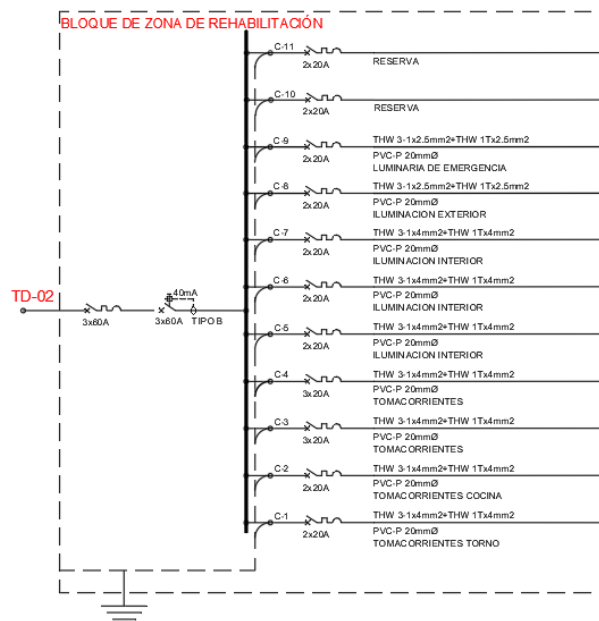 BLOQUE DE ZONA DE REHABILITACIÓN
C-11
2x20A
RESERVA
C-10
2x20A
RESERVA
C-9
THW 3-1x2.5mm2+THW 1Tx2.5mm2
2x20A
PVC-P 20mmØ
LUMINARIA DE EMERGENCIA
C-8
THW 3-1x2.5mm2+THW 1Tx2.5mm2
2x20A
PVC-P 20mmØ
ILUMINACION EXTERIOR
C-7
THW 3-1x4mm2+THW 1Tx4mm2
2x20A
PVC-P 20mmØ
ILUMINACION INTERIOR
C-6
THW 3-1x4mm2+THW 1Tx4mm2
2x20A
PVC-P 20mmØ
ILUMINACION INTERIOR
TD-02
3x60A
40mA
3x60A
TIPO B
C-5
THW 3-1x4mm2+THW 1Tx4mm2
2x20A
PVC-P 20mmØ
ILUMINACION INTERIOR
C-4
THW 3-1x4mm2+THW 1Tx4mm2
3x20A
PVC-P 20mmØ
TOMACORRIENTES
C-3
THW 3-1x4mm2+THW 1Tx4mm2
3x20A
PVC-P 20mmØ
TOMACORRIENTES
C-2
THW 3-1x4mm2+THW 1Tx4mm2
2x20A
PVC-P 20mmØ
TOMACORRIENTES COCINA
C-1
THW 3-1x4mm2+THW 1Tx4mm2
2x20A
PVC-P 20mmØ
TOMACORRIENTES TORNO